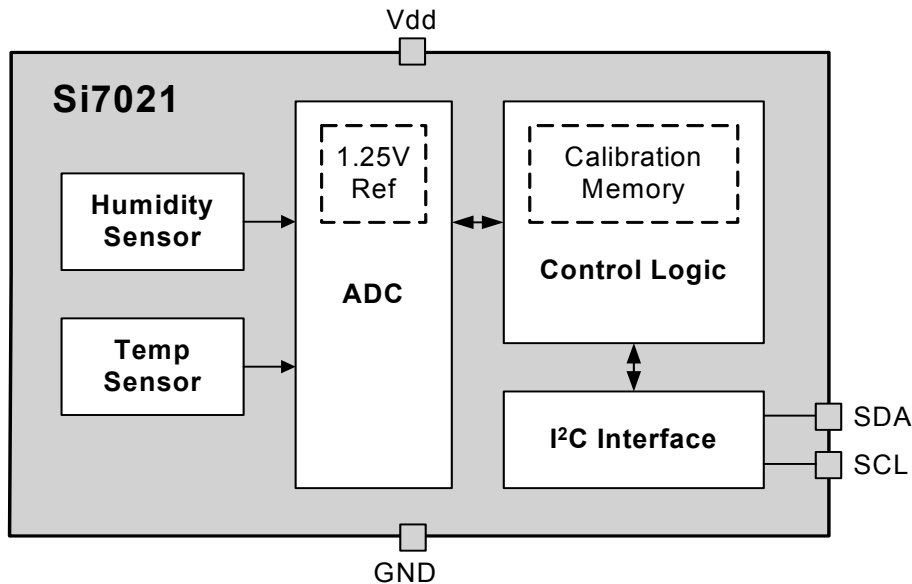 Vdd
Si7021
1.25V
Ref
Calibration
Memory
Humidity
Sensor
ADC
Control Logic
Temp
Sensor
I²C Interface
SDA
SCL
GND